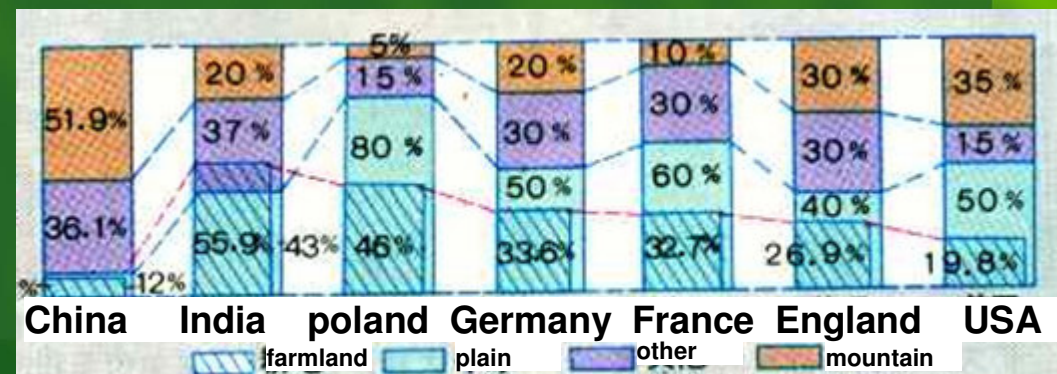 5%
10%
20% 15% 20% 30% 35%
51.9%
37% 30% 30%
80% 30% 15%
36.1% 50% 60% 40% 50%
55.9% 43% 46% 33.6% 32.7% 26.9% 19.8%
% 12%
China India poland Germany France England USA
farmland plain other mountain